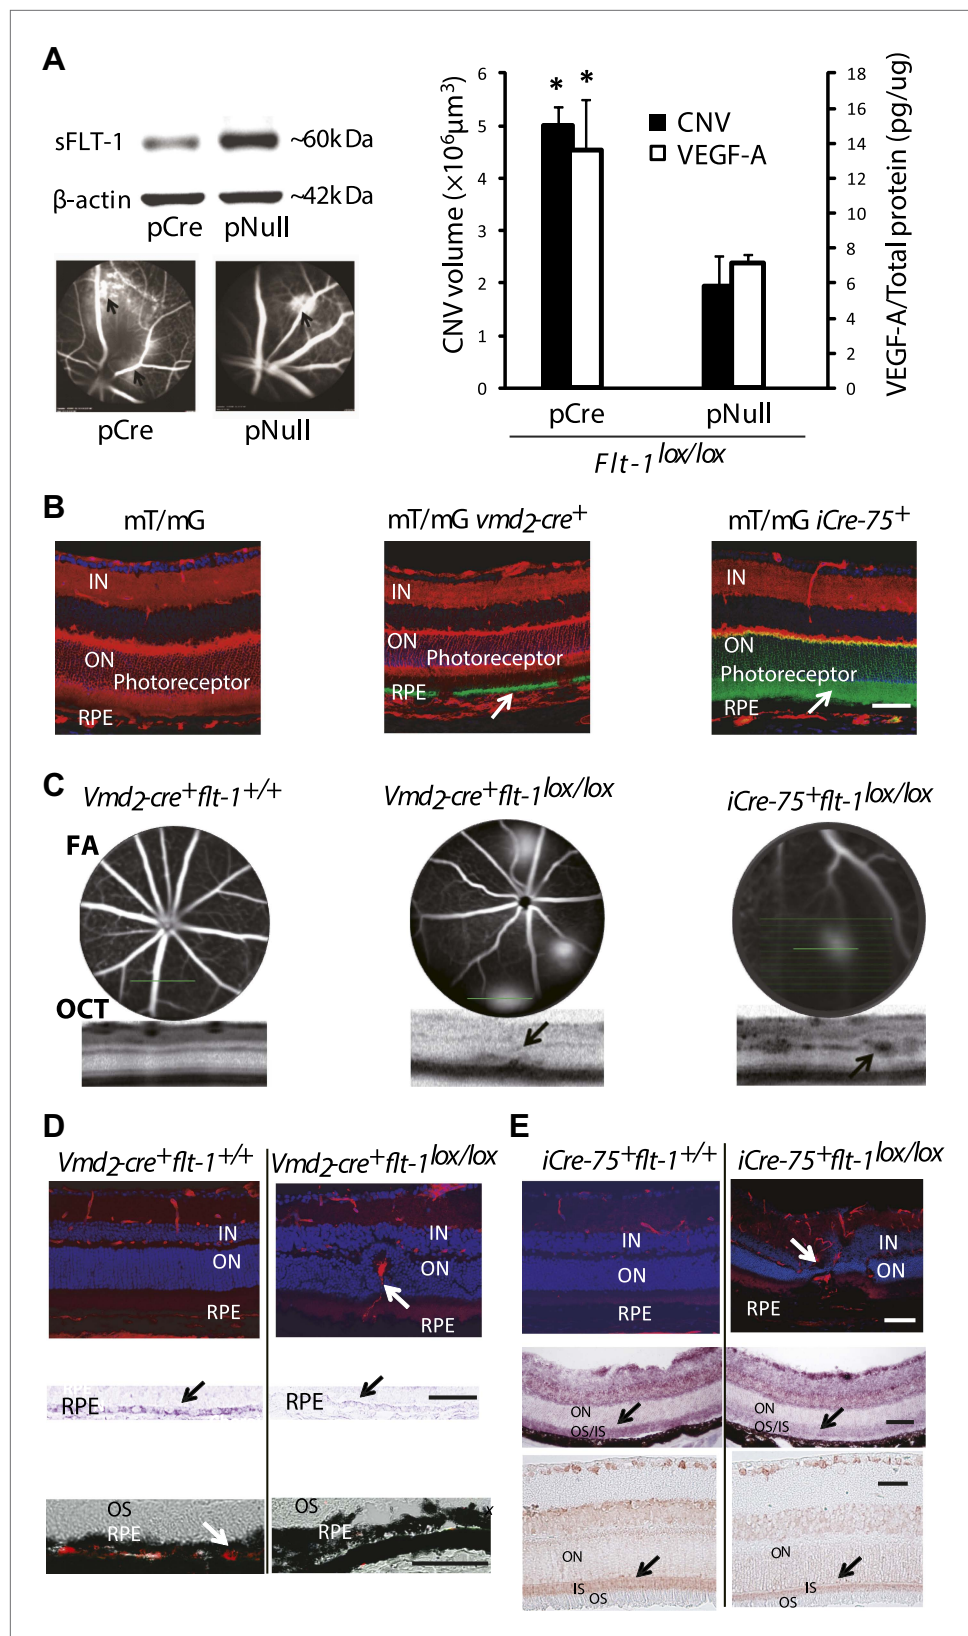 A
sFLT-1
~60k Da
β-actin
~42k Da
pCre pNull
pCre
pNull
6
5
4
3
2
1
0
CNV volume (×10⁶µm³)
* *
CNV
VEGF-A
18
16
14
12
10
8
6
4
2
0
VEGF-A/Total protein (pg/ug)
pCre pNull
Flt-1 lox/lox
B
mT/mG
IN
ON
Photoreceptor
RPE
mT/mG vmd2-cre+
IN
ON
Photoreceptor
RPE
mT/mG iCre-75+
IN
ON
Photoreceptor
RPE
C
Vmd2-cre+flt-1+/+
Vmd2-cre+flt-1lox/lox
iCre-75+flt-1lox/lox
FA
OCT
D
Vmd2-cre+flt-1+/+
Vmd2-cre+flt-1lox/lox
IN
ON
RPE
IN
ON
RPE
RPE
RPE
OS
RPE
OS
RPE
x
E
iCre-75+flt-1+/+
iCre-75+flt-1lox/lox
IN
ON
RPE
IN
ON
RPE
ON
OS/IS
ON
OS/IS
ON
IS
OS
ON
IS
OS